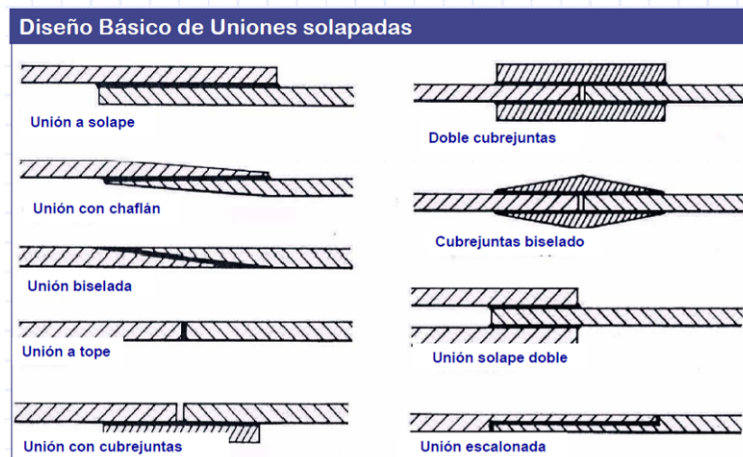 Diseño Básico de Uniones solapadas
Unión a solape
Unión con chaflán
Unión biselada
Unión a tope
Unión con cubrejuntas
Doble cubrejuntas
Cubrejuntas biselado
Unión solape doble
Unión escalonada